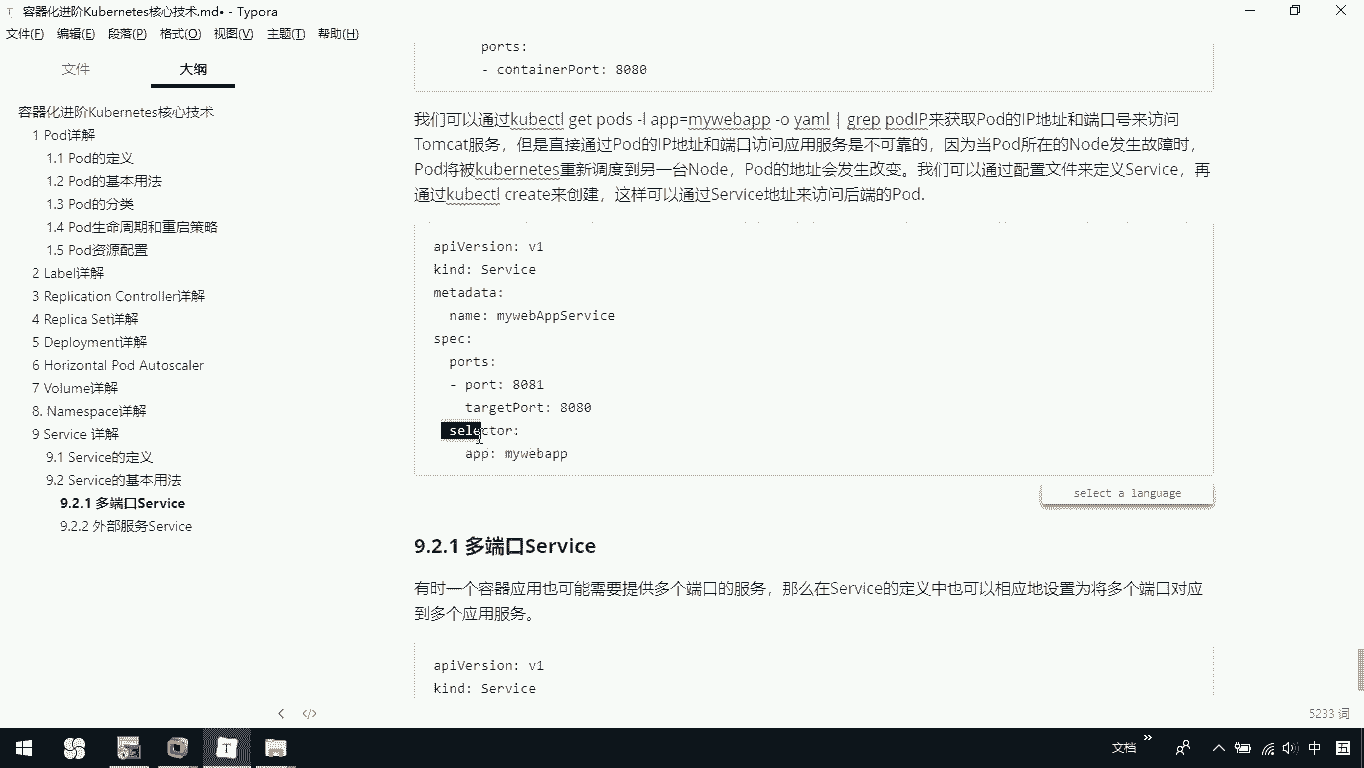 容器化进阶Kubernetes核心技术.md• - Typora
文件(F) 编辑(E) 段落(P) 格式(O) 视图(V) 主题(T) 帮助(H)
文件 大纲
容器化进阶Kubernetes核心技术
1 Pod详解
1.1 Pod的定义
1.2 Pod的基本用法
1.3 Pod的分类
1.4 Pod生命周期和重启策略
1.5 Pod资源配置
2 Label详解
3 Replication Controller详解
4 Replica Set详解
5 Deployment详解
6 Horizontal Pod Autoscaler
7 Volume详解
8. Namespace详解
9 Service 详解
9.1 Service的定义
9.2 Service的基本用法
9.2.1 多端口Service
9.2.2 外部服务Service
ports:
- containerPort: 8080
我们可以通过kubectl get pods -l app=mywebapp -o yaml | grep podIP来获取Pod的IP地址和端口号来访问
Tomcat服务，但是直接通过Pod的IP地址和端口访问应用服务是不可靠的，因为当Pod所在的Node发生故障时，
Pod将被kubernetes重新调度到另一台Node，Pod的地址会发生改变。我们可以通过配置文件来定义Service，再
通过kubectl create来创建，这样可以通过Service地址来访问后端的Pod.
apiVersion: v1
kind: Service
metadata:
name: mywebAppService
spec:
ports:
- port: 8081
targetPort: 8080
selector:
app: mywebapp
select a language
9.2.1 多端口Service
有时一个容器应用也可能需要提供多个端口的服务，那么在Service的定义中也可以相应地设置为将多个端口对应
到多个应用服务。
apiVersion: v1
kind: Service
5233 词
文档 中 五